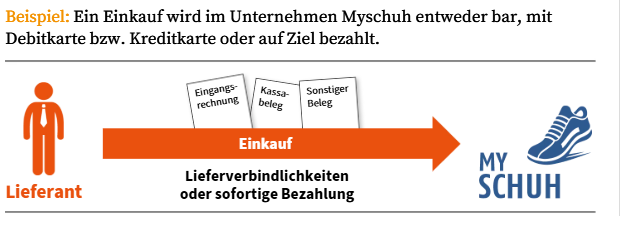 Beispiel: Ein Einkauf wird im Unternehmen Myschuh entweder bar, mit
Debitkarte bzw. Kreditkarte oder auf Ziel bezahlt.
Eingangs-
rechnung
Kassa-
beleg
Sonstiger
Beleg
Einkauf
Lieferant
Lieferverbindlichkeiten
oder sofortige Bezahlung
MY
SCHUH